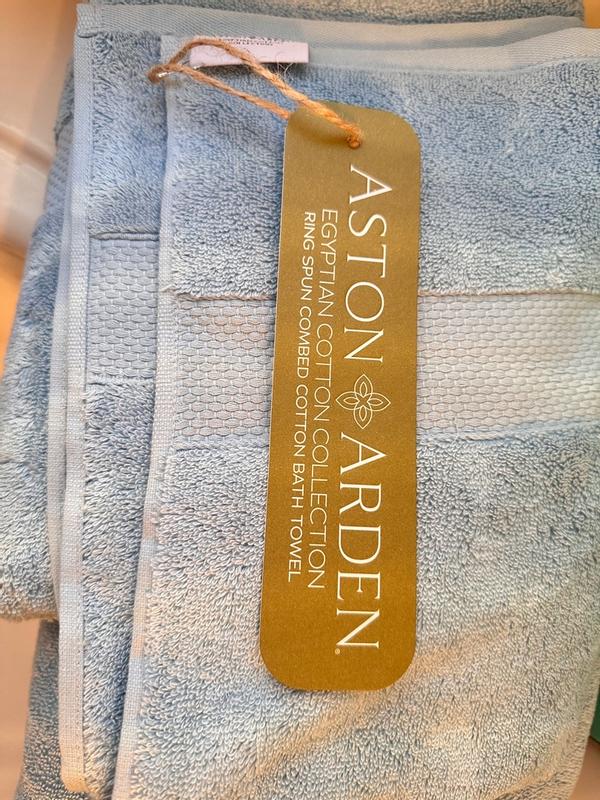 ASTON ARDEN®
EGYPTIAN COTTON COLLECTION
RING SPUN COMBED COTTON BATH TOWEL